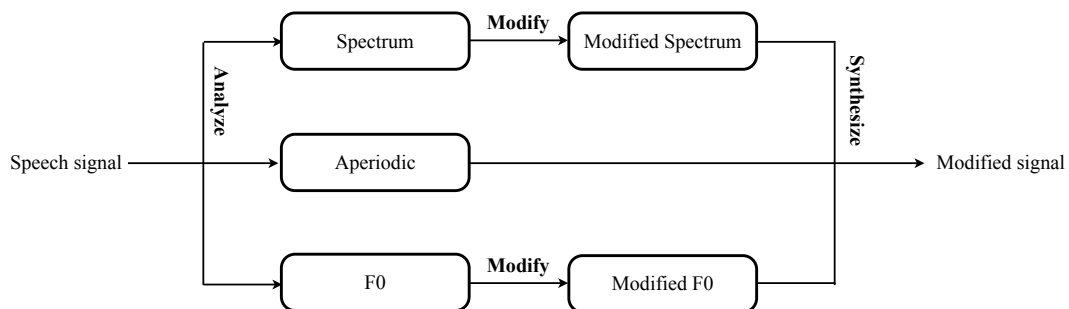 Modify
Spectrum
Modified Spectrum
Analyze
Synthesize
Speech signal
Aperiodic
Modified signal
Modify
F0
Modified F0